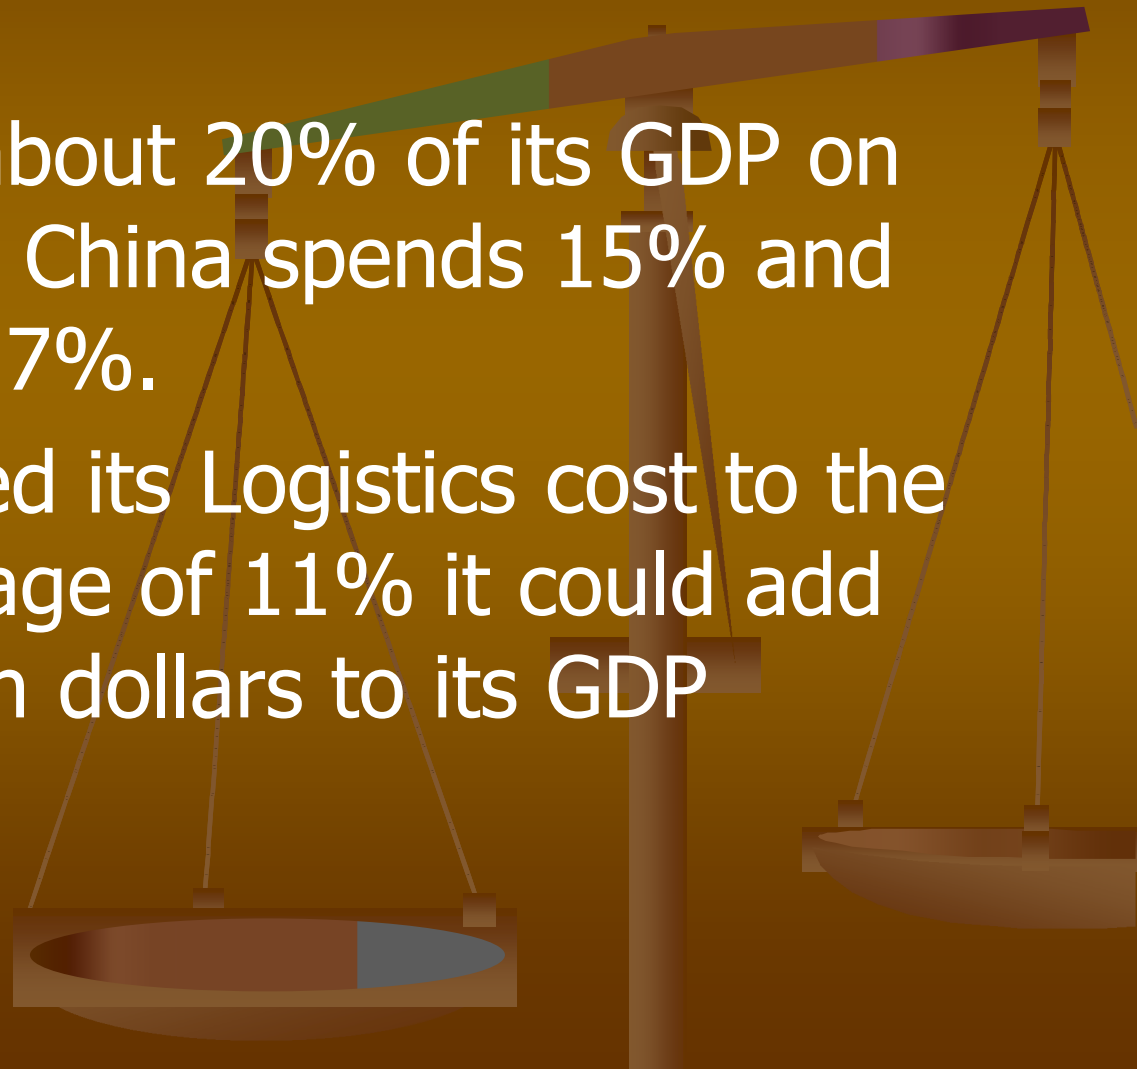 about 20% of its GDP on
China spends 15% and
7%.
ed its Logistics cost to the
age of 11% it could add
n dollars to its GDP